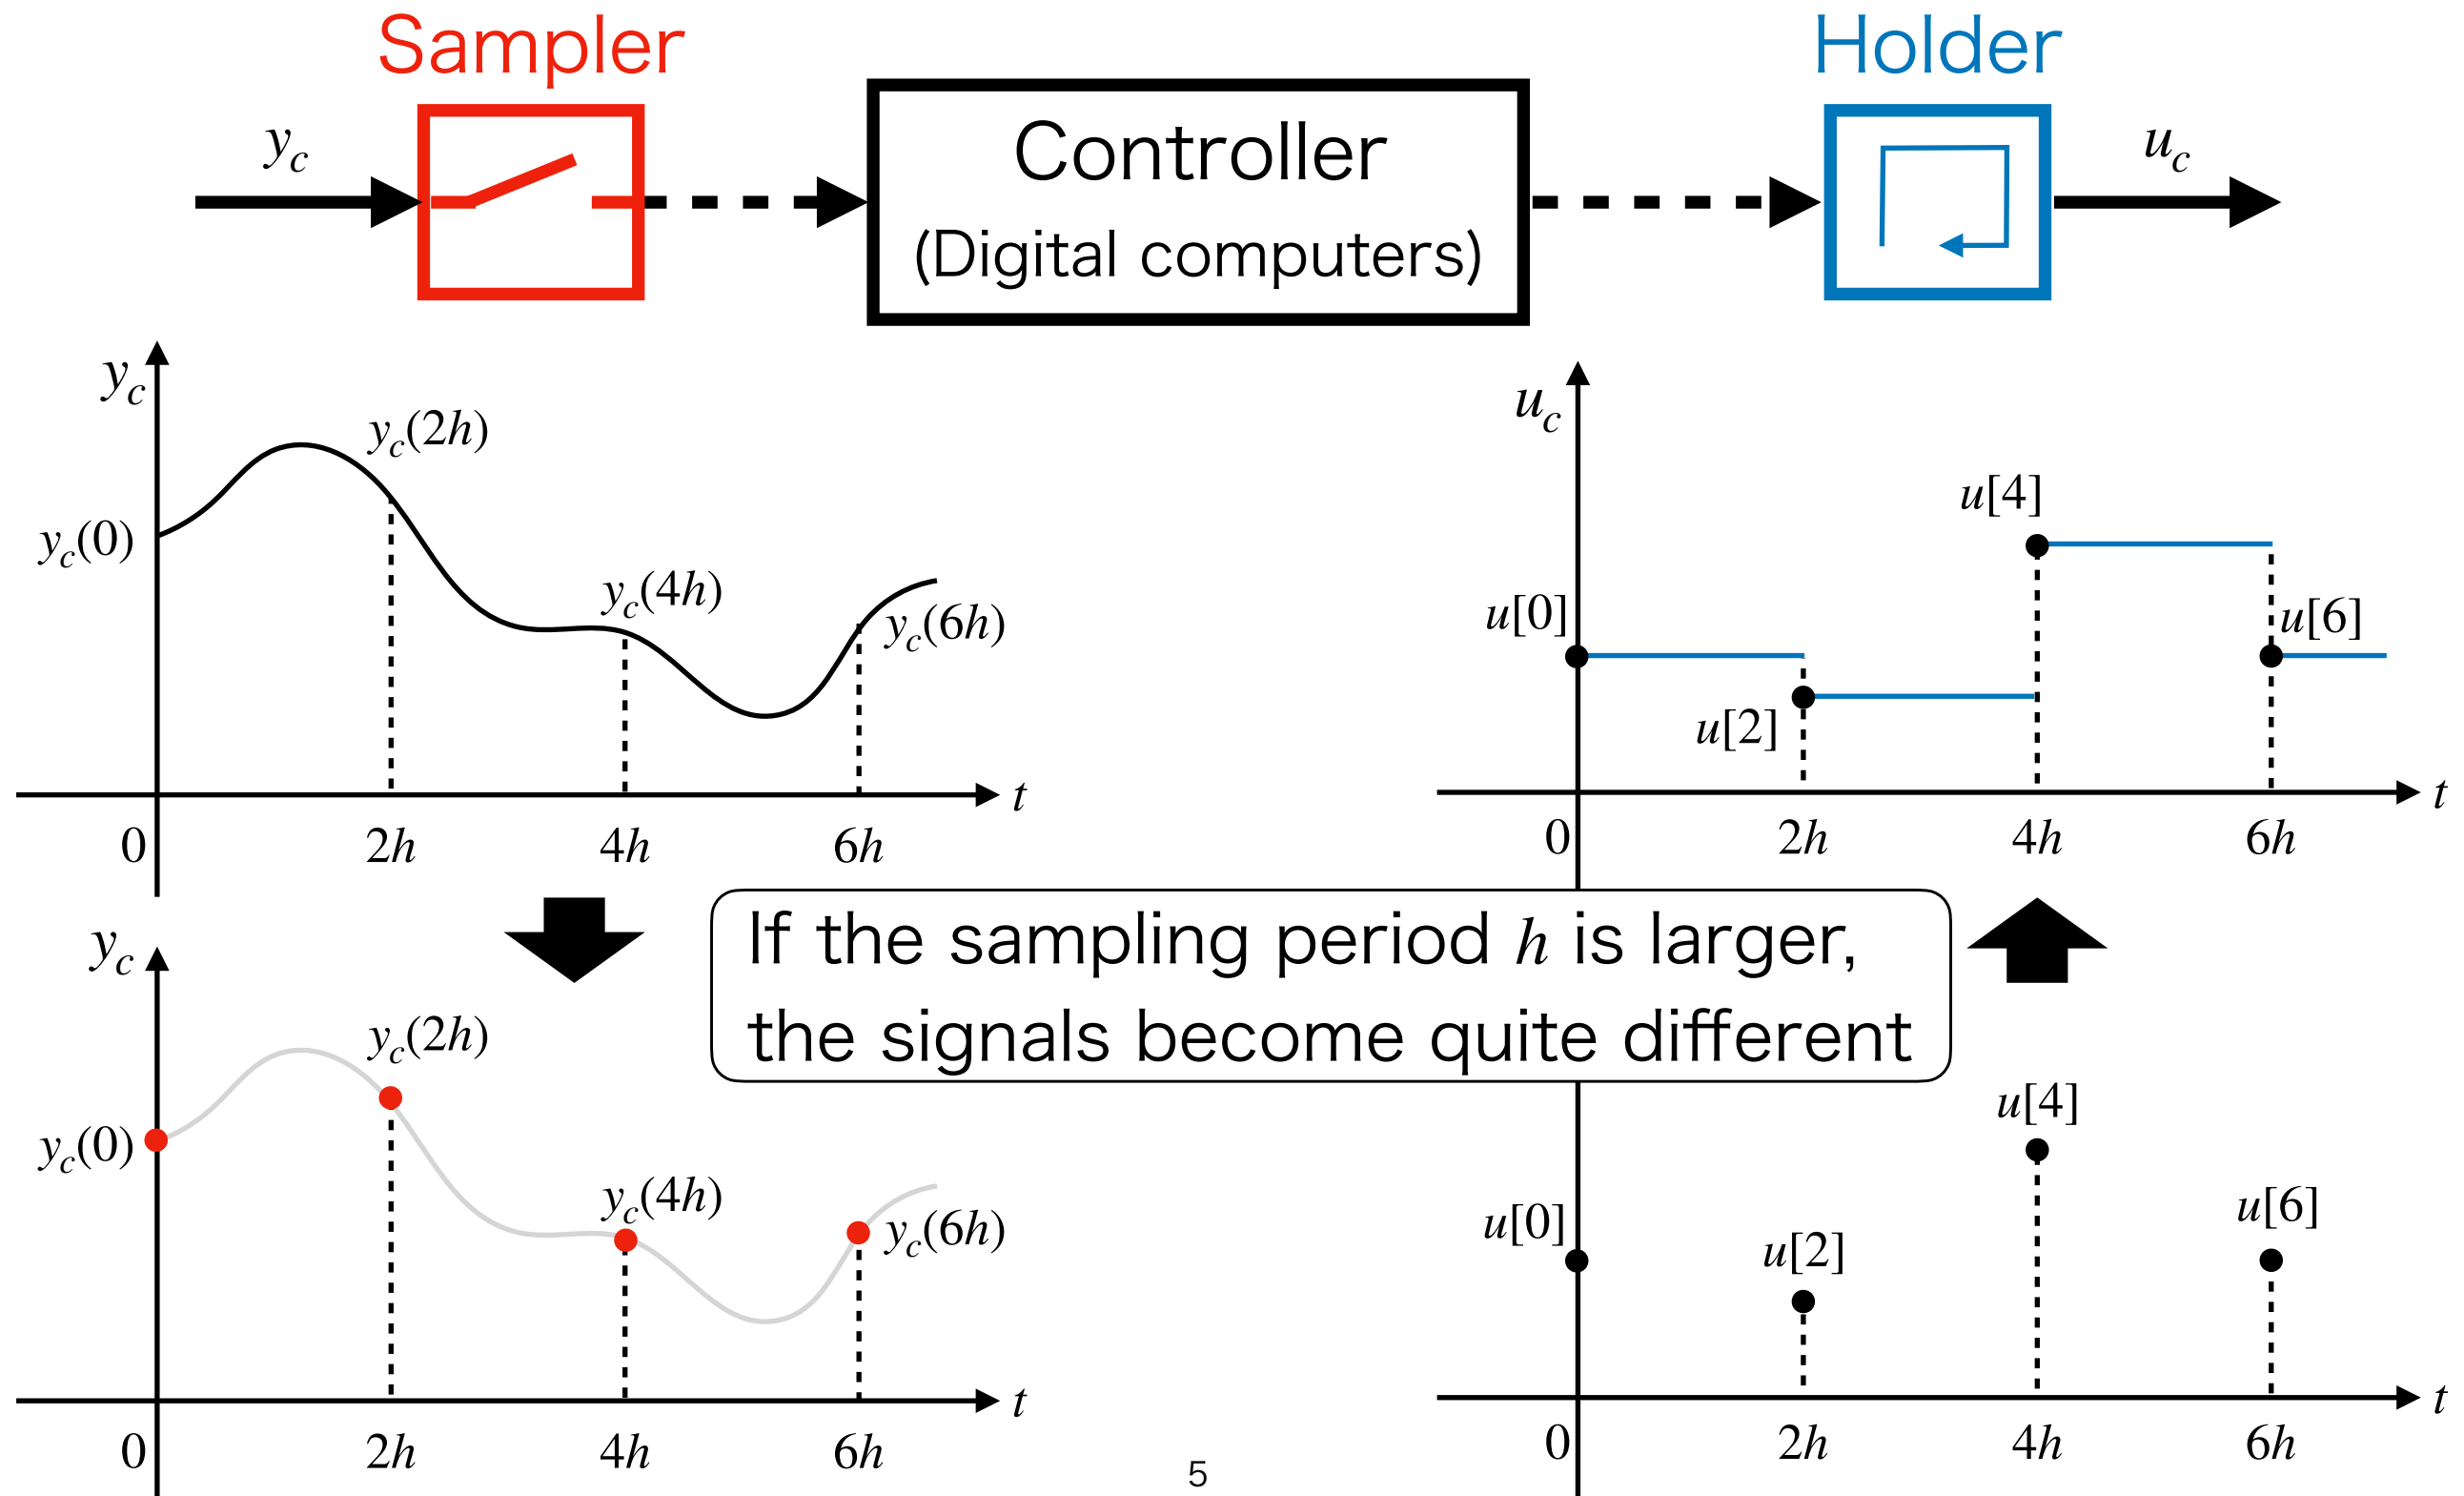 Sampler
Holder
y_c
Controller
(Digital computers)
u_c
y_c
y_c(2h)
y_c(0)
y_c(4h)
y_c(6h)
t
0
2h
4h
6h
u_c
u[4]
u[0]
u[6]
u[2]
t
0
2h
4h
6h
If the sampling period h is larger,
the signals become quite different
y_c
y_c(2h)
y_c(0)
y_c(4h)
y_c(6h)
t
0
2h
4h
6h
u[4]
u[0]
u[2]
u[6]
t
0
2h
4h
6h
5